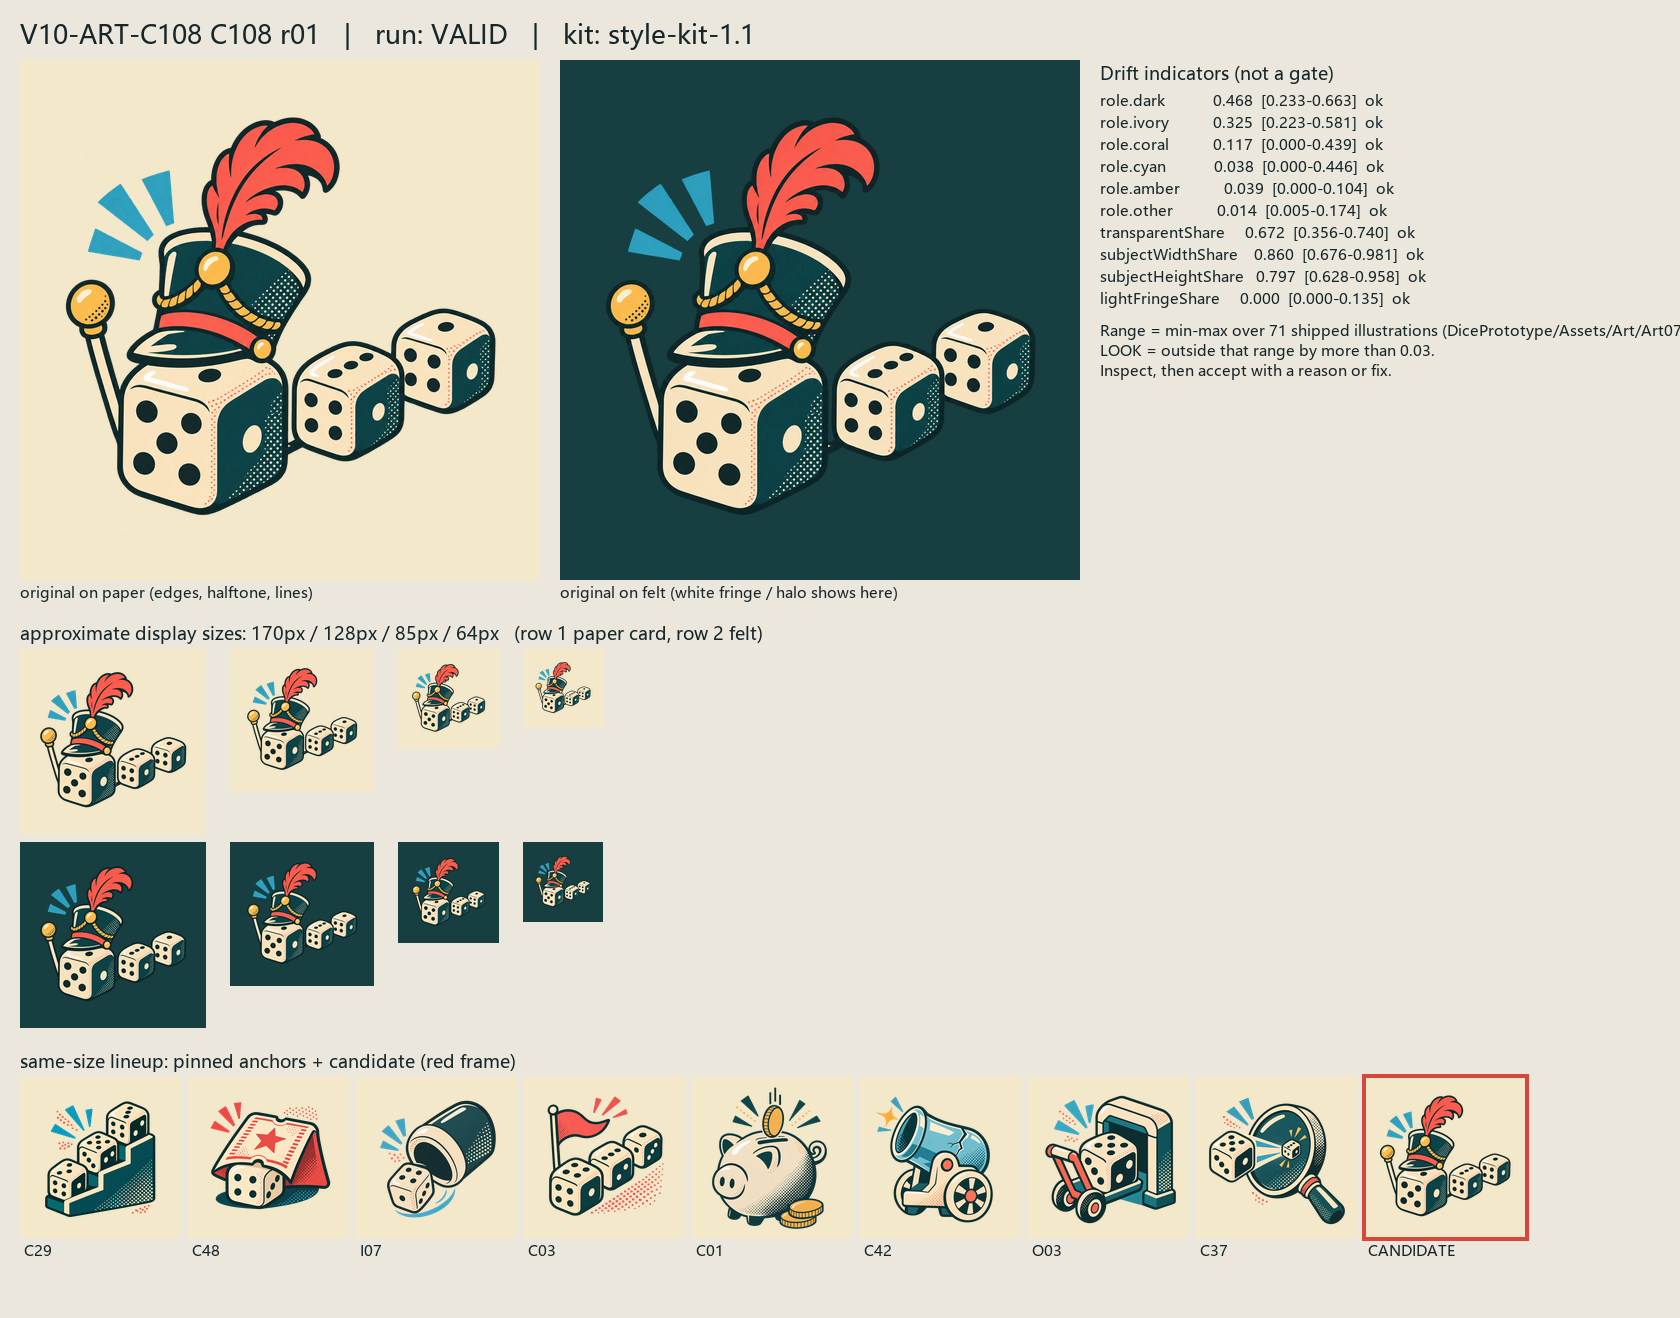 V10-ART-C108 C108 r01 | run: VALID | kit: style-kit-1.1
Drift indicators (not a gate)
role.dark 0.468 [0.233-0.663] ok
role.ivory 0.325 [0.223-0.581] ok
role.coral 0.117 [0.000-0.439] ok
role.cyan 0.038 [0.000-0.446] ok
role.amber 0.039 [0.000-0.104] ok
role.other 0.014 [0.005-0.174] ok
transparentShare 0.672 [0.356-0.740] ok
subjectWidthShare 0.860 [0.676-0.981] ok
subjectHeightShare 0.797 [0.628-0.958] ok
lightFringeShare 0.000 [0.000-0.135] ok
Range = min-max over 71 shipped illustrations (DicePrototype/Assets/Art/Art07
LOOK = outside that range by more than 0.03.
Inspect, then accept with a reason or fix.
original on paper (edges, halftone, lines)
original on felt (white fringe / halo shows here)
approximate display sizes: 170px / 128px / 85px / 64px (row 1 paper card, row 2 felt)
same-size lineup: pinned anchors + candidate (red frame)
C29 C48 I07 C03 C01 C42 O03 C37 CANDIDATE